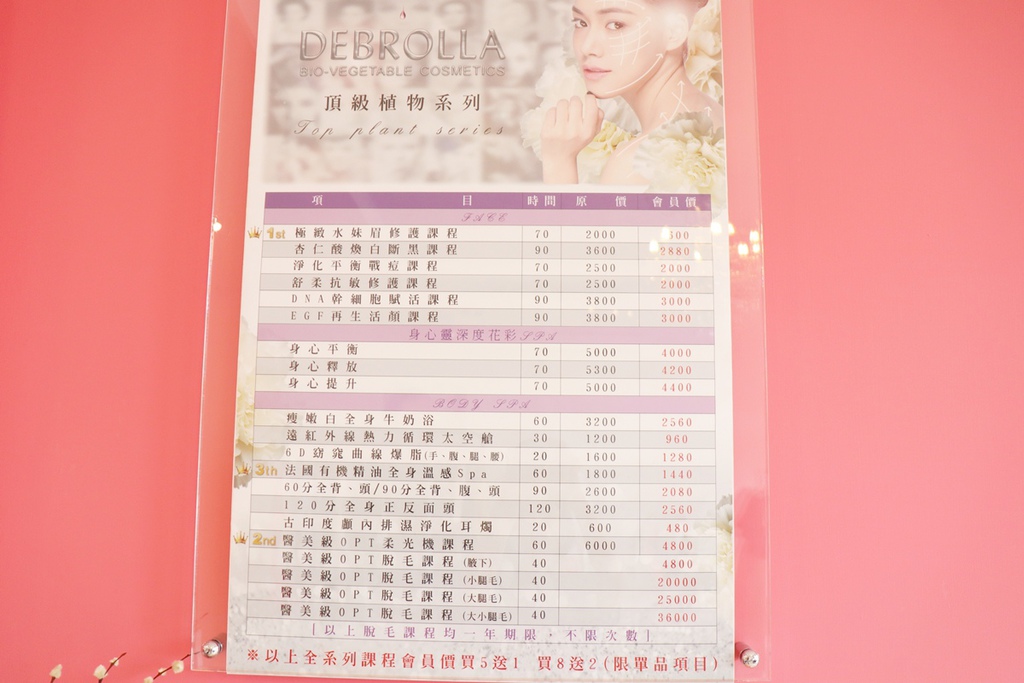 DEBROLLA
BIO-VEGETABLE COSMETICS
頂級植物系列
Top plant series
項 目 時間 原 價 會員價
FACE
1st 極緻水妹眉修護課程 70 2000
杏仁酸煥白斷黑課程 90 3600 2880
淨化平衡戰痘課程 70 2500 2000
舒柔抗敏修護課程 70 2500 2000
DNA幹細胞賦活課程 90 3800 3000
EGF再生活顏課程 90 3800 3000
身心靈深度花彩SPA
身心平衡 70 5000 4000
身心釋放 70 5300 4200
身心提升 70 5000 4400
BODY SPA
瘦嫩白全身牛奶浴 60 3200 2560
遠紅外線熱力循環太空艙 30 1200 960
6D窈窕曲線爆脂(手、腹、腿、腰) 20 1600 1280
3th 法國有機精油全身溫感Spa 60 1800 1440
60分全背、頭/90分全背、腹、頭 90 2600 2080
120分全身正反面頭 120 3200 2560
古印度顱內排濕淨化耳燭 20 600 480
2nd 醫美級OPT柔光機課程 60 6000 4800
醫美級OPT脫毛課程(腋下) 40 4800
醫美級OPT脫毛課程(小腿毛) 40 20000
醫美級OPT脫毛課程(大腿毛) 40 25000
醫美級OPT脫毛課程(大小腿毛) 40 36000
[以上脫毛課程均一年期限，不限次數]
※以上全系列課程會員價買5送1 買8送2(限單品項目)